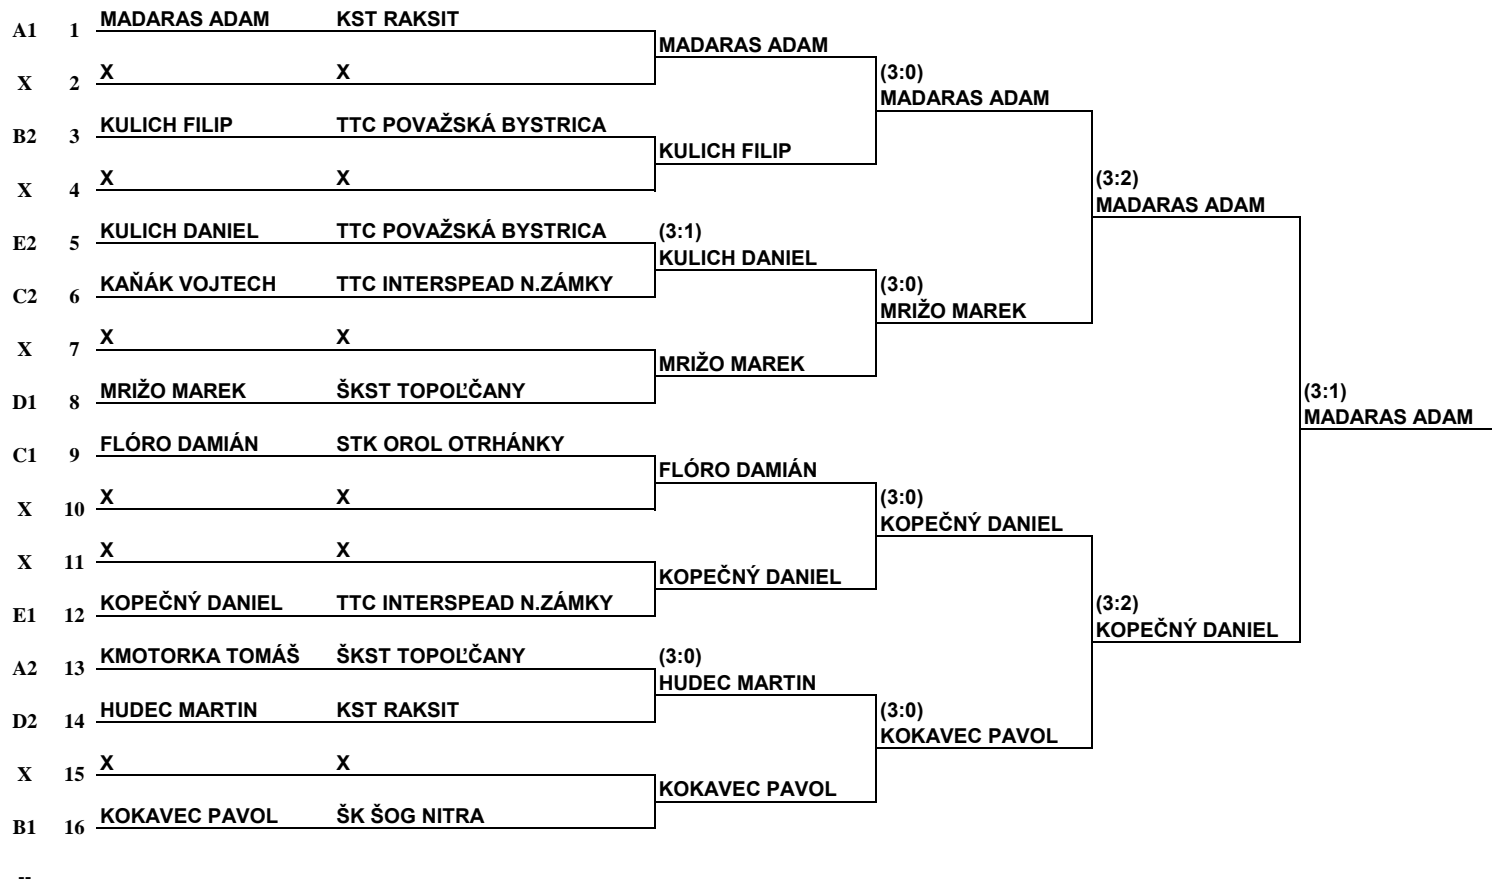 MADARAS ADAM KST RAKSIT
A1 1
MADARAS ADAM
X X (3:0)
X 2
MADARAS ADAM
KULICH FILIP TTC POVAŽSKÁ BYSTRICA
B2 3
KULICH FILIP
X X (3:2)
X 4
MADARAS ADAM
KULICH DANIEL TTC POVAŽSKÁ BYSTRICA (3:1)
E2 5
KULICH DANIEL
KAŇÁK VOJTECH TTC INTERSPEAD N.ZÁMKY (3:0)
C2 6
MRIŽO MAREK
X X
X 7
MRIŽO MAREK
MRIŽO MAREK ŠKST TOPOĽČANY (3:1)
D1 8
MADARAS ADAM
FLÓRO DAMIÁN STK OROL OTRHÁNKY
C1 9
FLÓRO DAMIÁN
X X (3:0)
X 10
KOPEČNÝ DANIEL
X X
X 11
KOPEČNÝ DANIEL
KOPEČNÝ DANIEL TTC INTERSPEAD N.ZÁMKY (3:2)
E1 12
KOPEČNÝ DANIEL
KMOTORKA TOMÁŠ ŠKST TOPOĽČANY (3:0)
A2 13
HUDEC MARTIN
HUDEC MARTIN KST RAKSIT (3:0)
D2 14
KOKAVEC PAVOL
X X
X 15
KOKAVEC PAVOL
KOKAVEC PAVOL ŠK ŠOG NITRA
B1 16
--